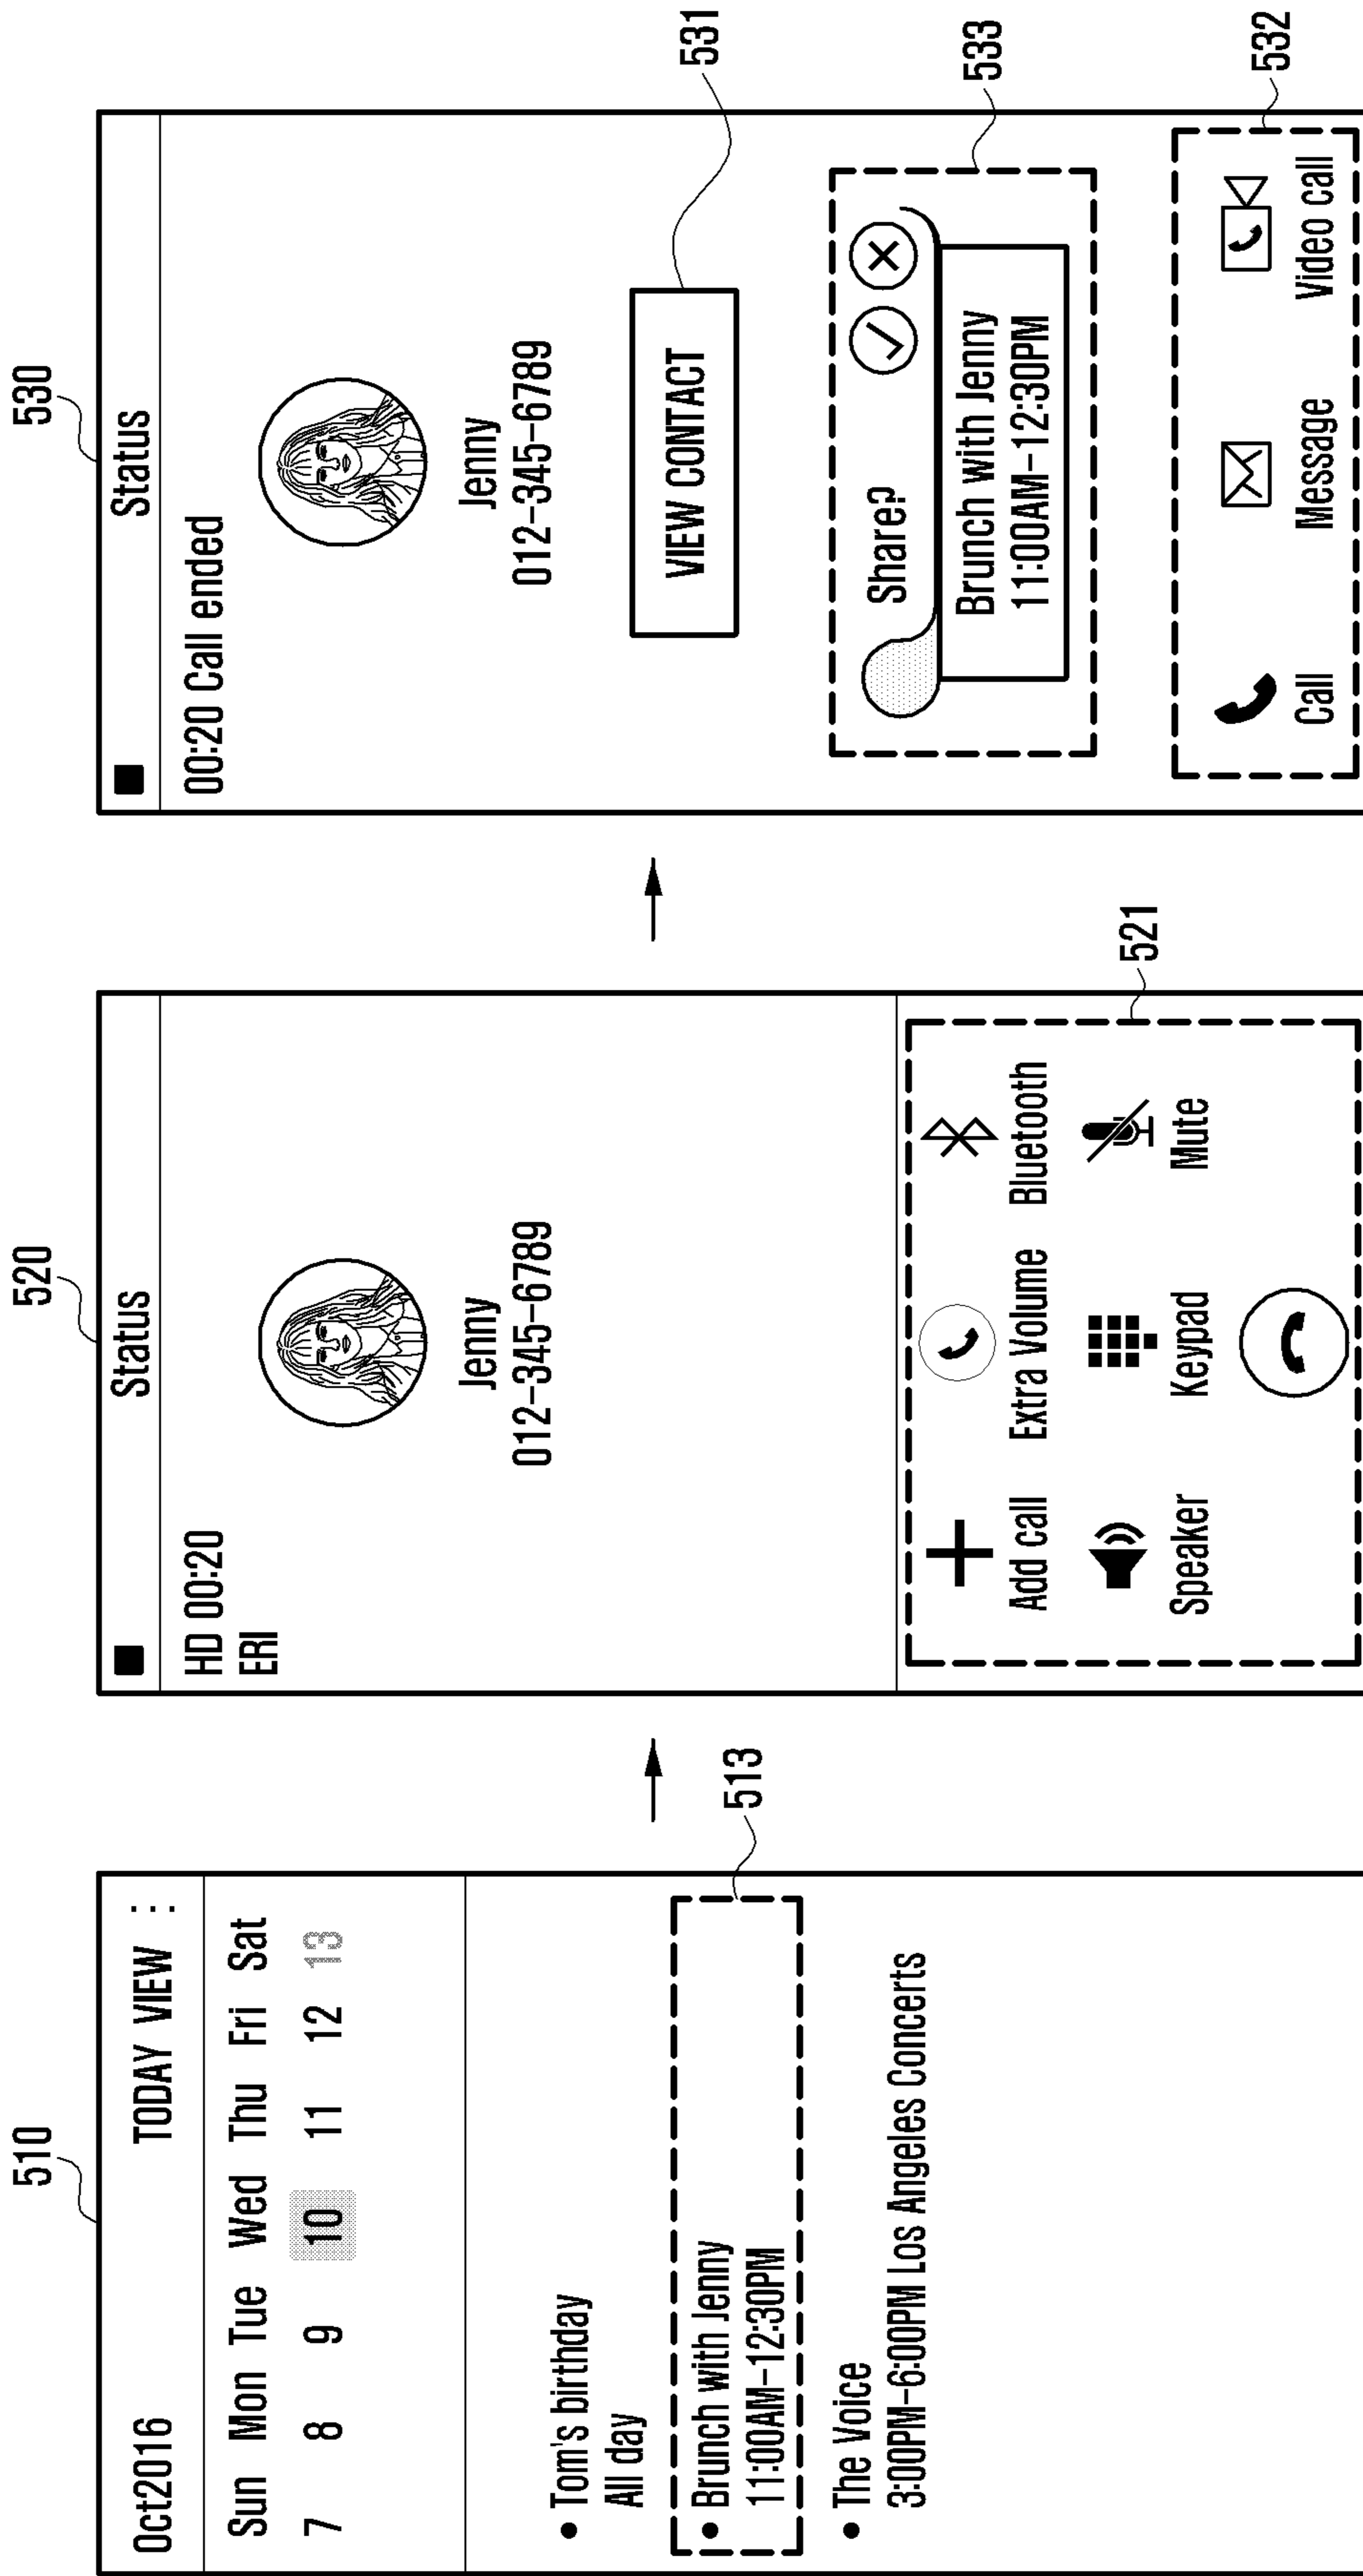 510
Oct2016 TODAY VIEW :
Sun Mon Tue Wed Thu Fri Sat
7 8 9 10 11 12 13
• Tom's birthday
All day
• Brunch with Jenny
11:00AM-12:30PM
513
• The Voice
3:00PM-6:00PM Los Angeles Concerts
520
Status
HD 00:20
ERI
Jenny
012-345-6789
Add call Extra Volume Bluetooth
521
Speaker Keypad Mute
530
Status
00:20 Call ended
Jenny
012-345-6789
VIEW CONTACT
531
Share?
533
Brunch with Jenny
11:00AM-12:30PM
532
Call Message Video call